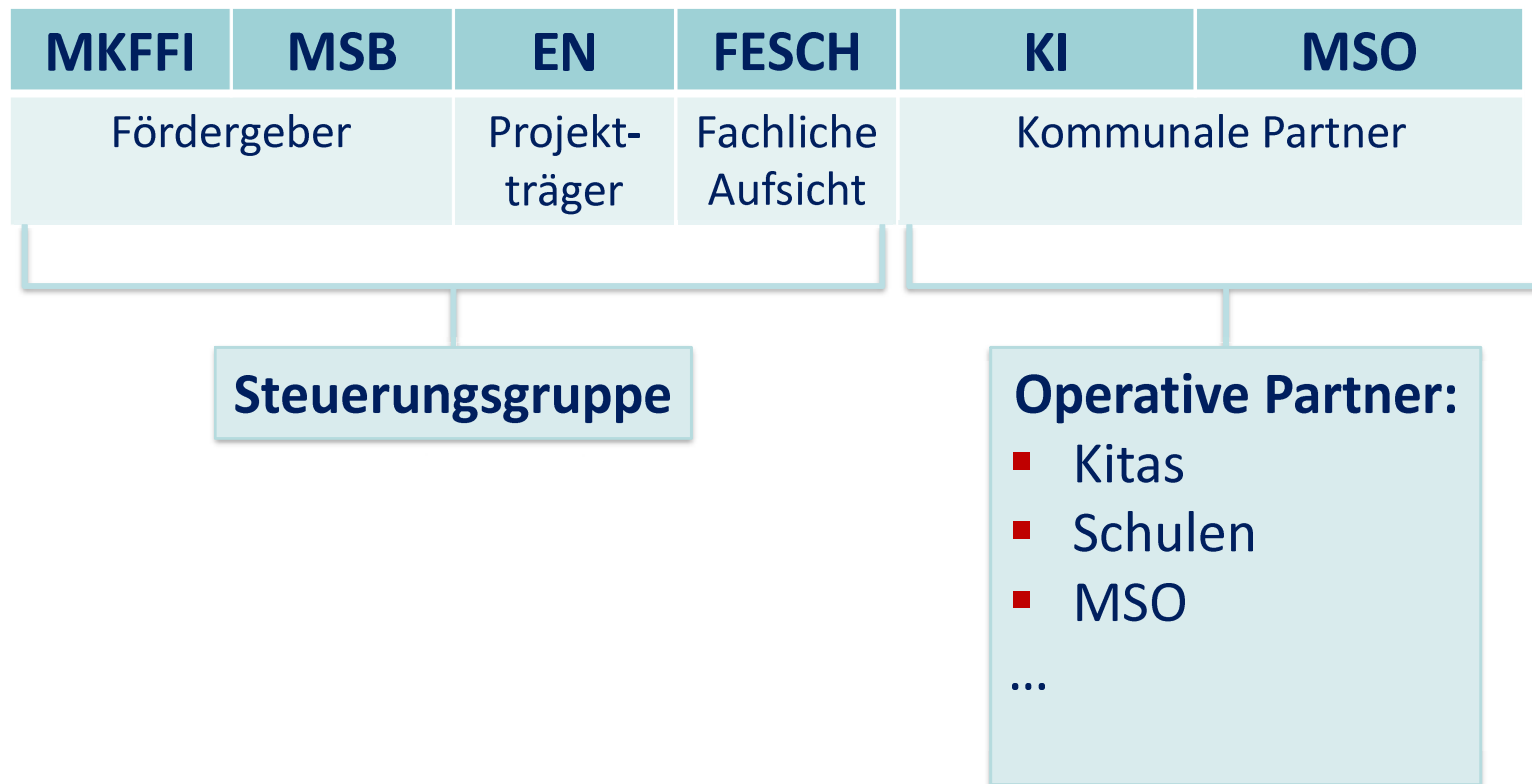 MKFFI MSB EN FESCH KI MSO
Fördergeber Projekt- Fachliche Kommunale Partner
träger Aufsicht
Steuerungsgruppe
Operative Partner:
▪ Kitas
▪ Schulen
▪ MSO
...